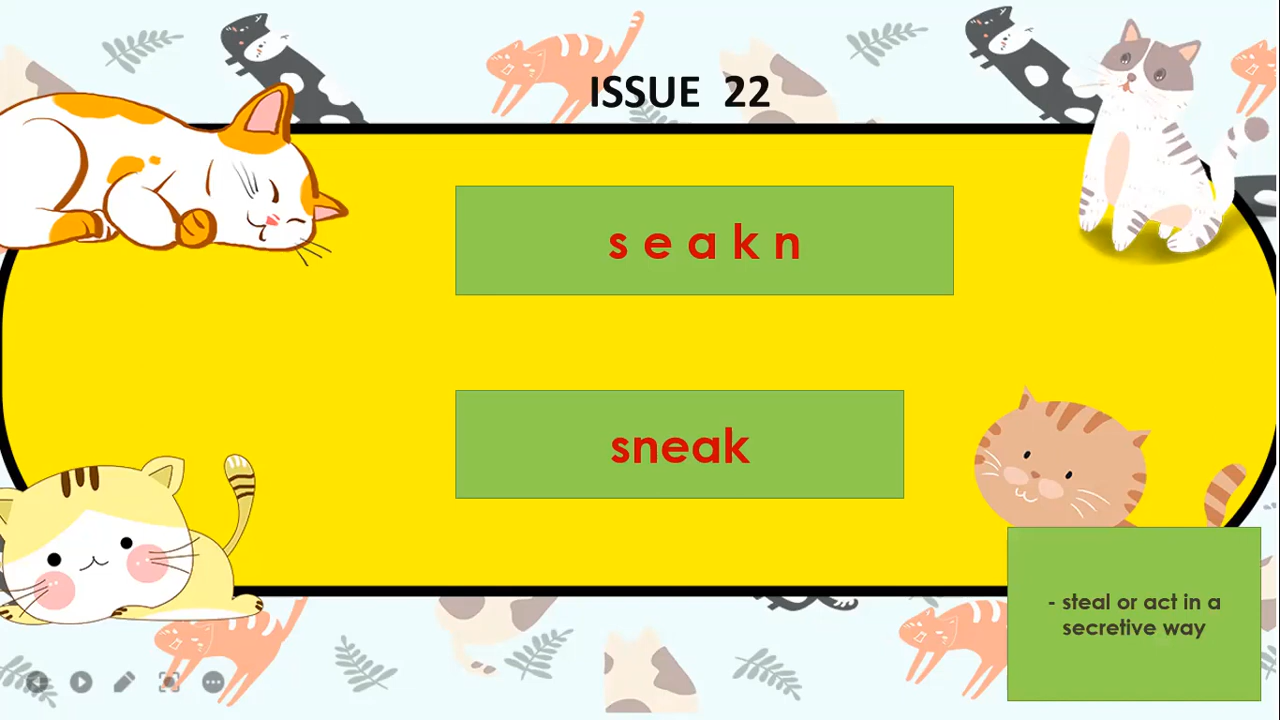 ISSUE 22
s e a k n
sneak
- steal or act in a
secretive way